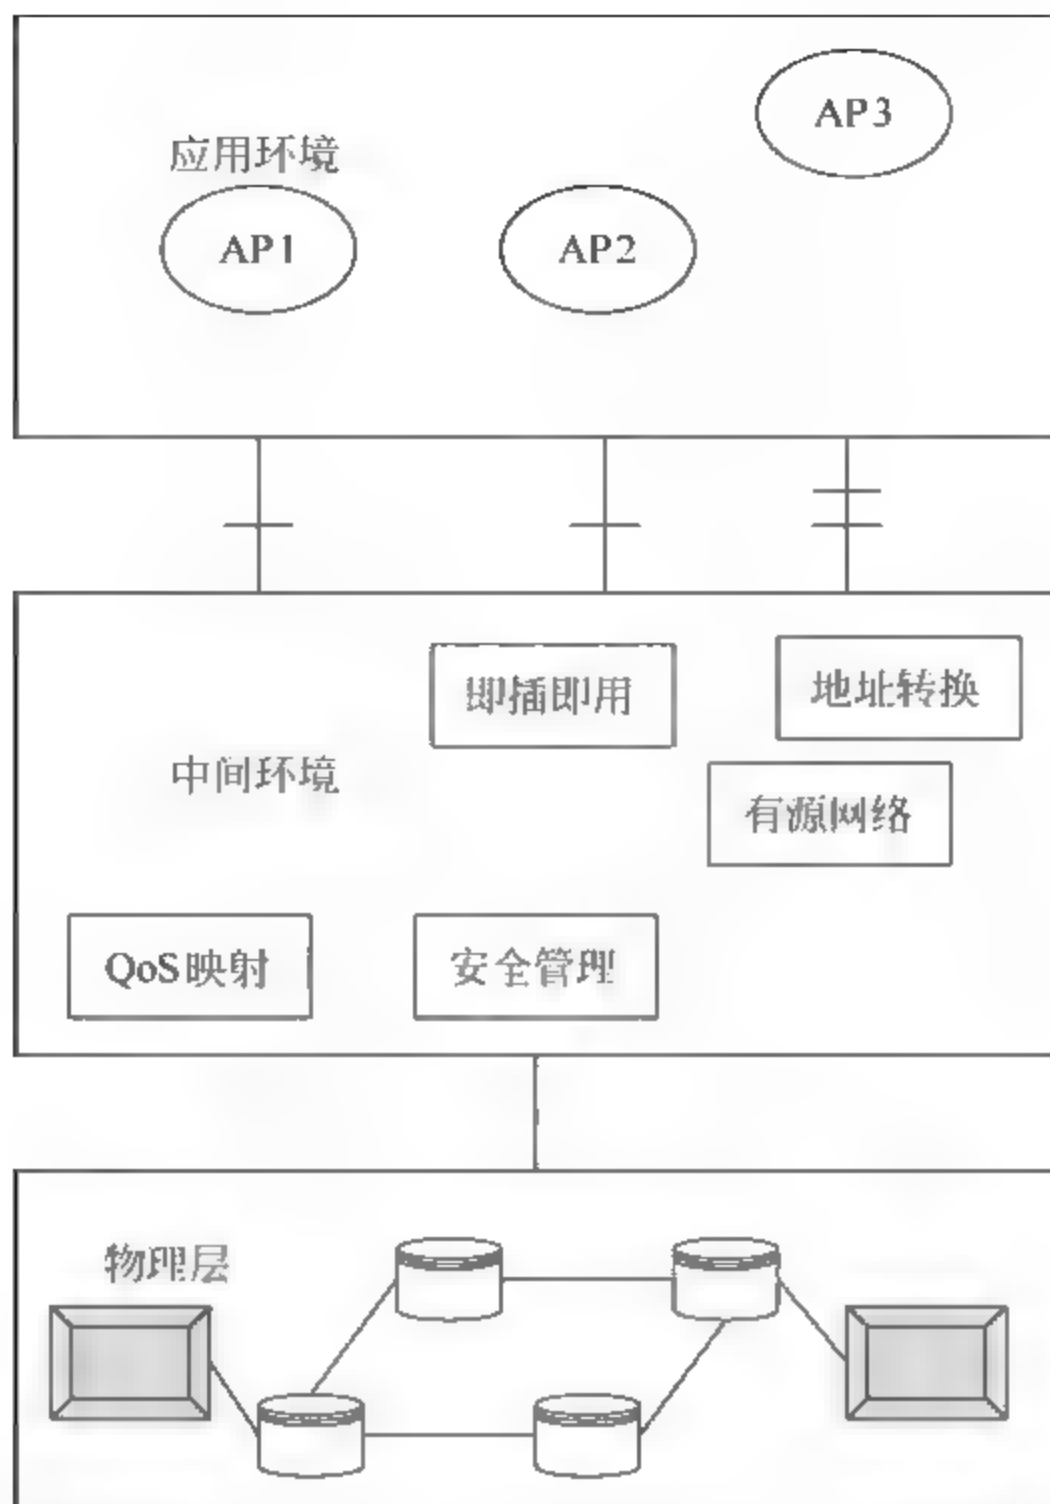 AP3
应用环境
AP1
AP2
即插即用
地址转换
中间环境
有源网络
QoS映射
安全管理
物理层